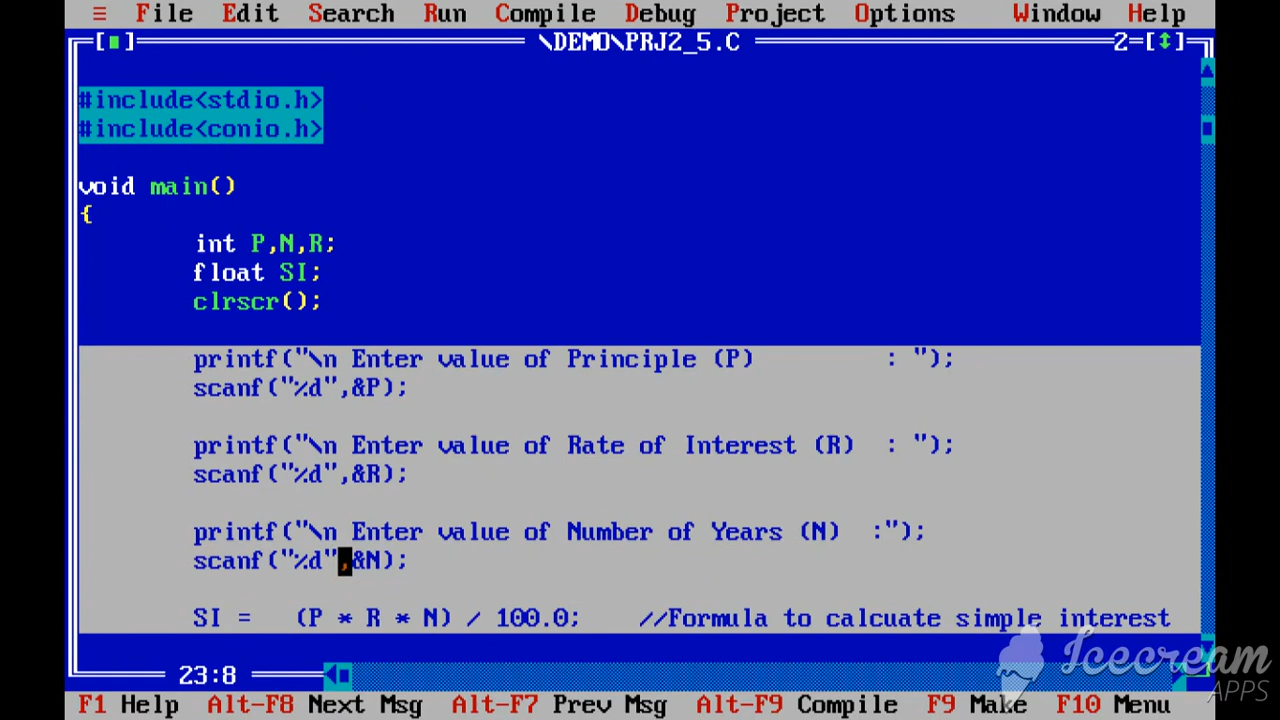 ≡ File Edit Search Run Compile Debug Project Options Window Help
[■] \DEMO\PRJ2_5.C 2=[↕]
#include<stdio.h>
#include<conio.h>
void main()
{
int P,N,R;
float SI;
clrscr();
printf("\n Enter value of Principle (P) : ");
scanf("%d",&P);
printf("\n Enter value of Rate of Interest (R) : ");
scanf("%d",&R);
printf("\n Enter value of Number of Years (N) :");
scanf("%d",&N);
SI = (P * R * N) / 100.0; //Formula to calcuate simple interest
23:8
Icecream
APPS
F1 Help Alt-F8 Next Msg Alt-F7 Prev Msg Alt-F9 Compile F9 Make F10 Menu